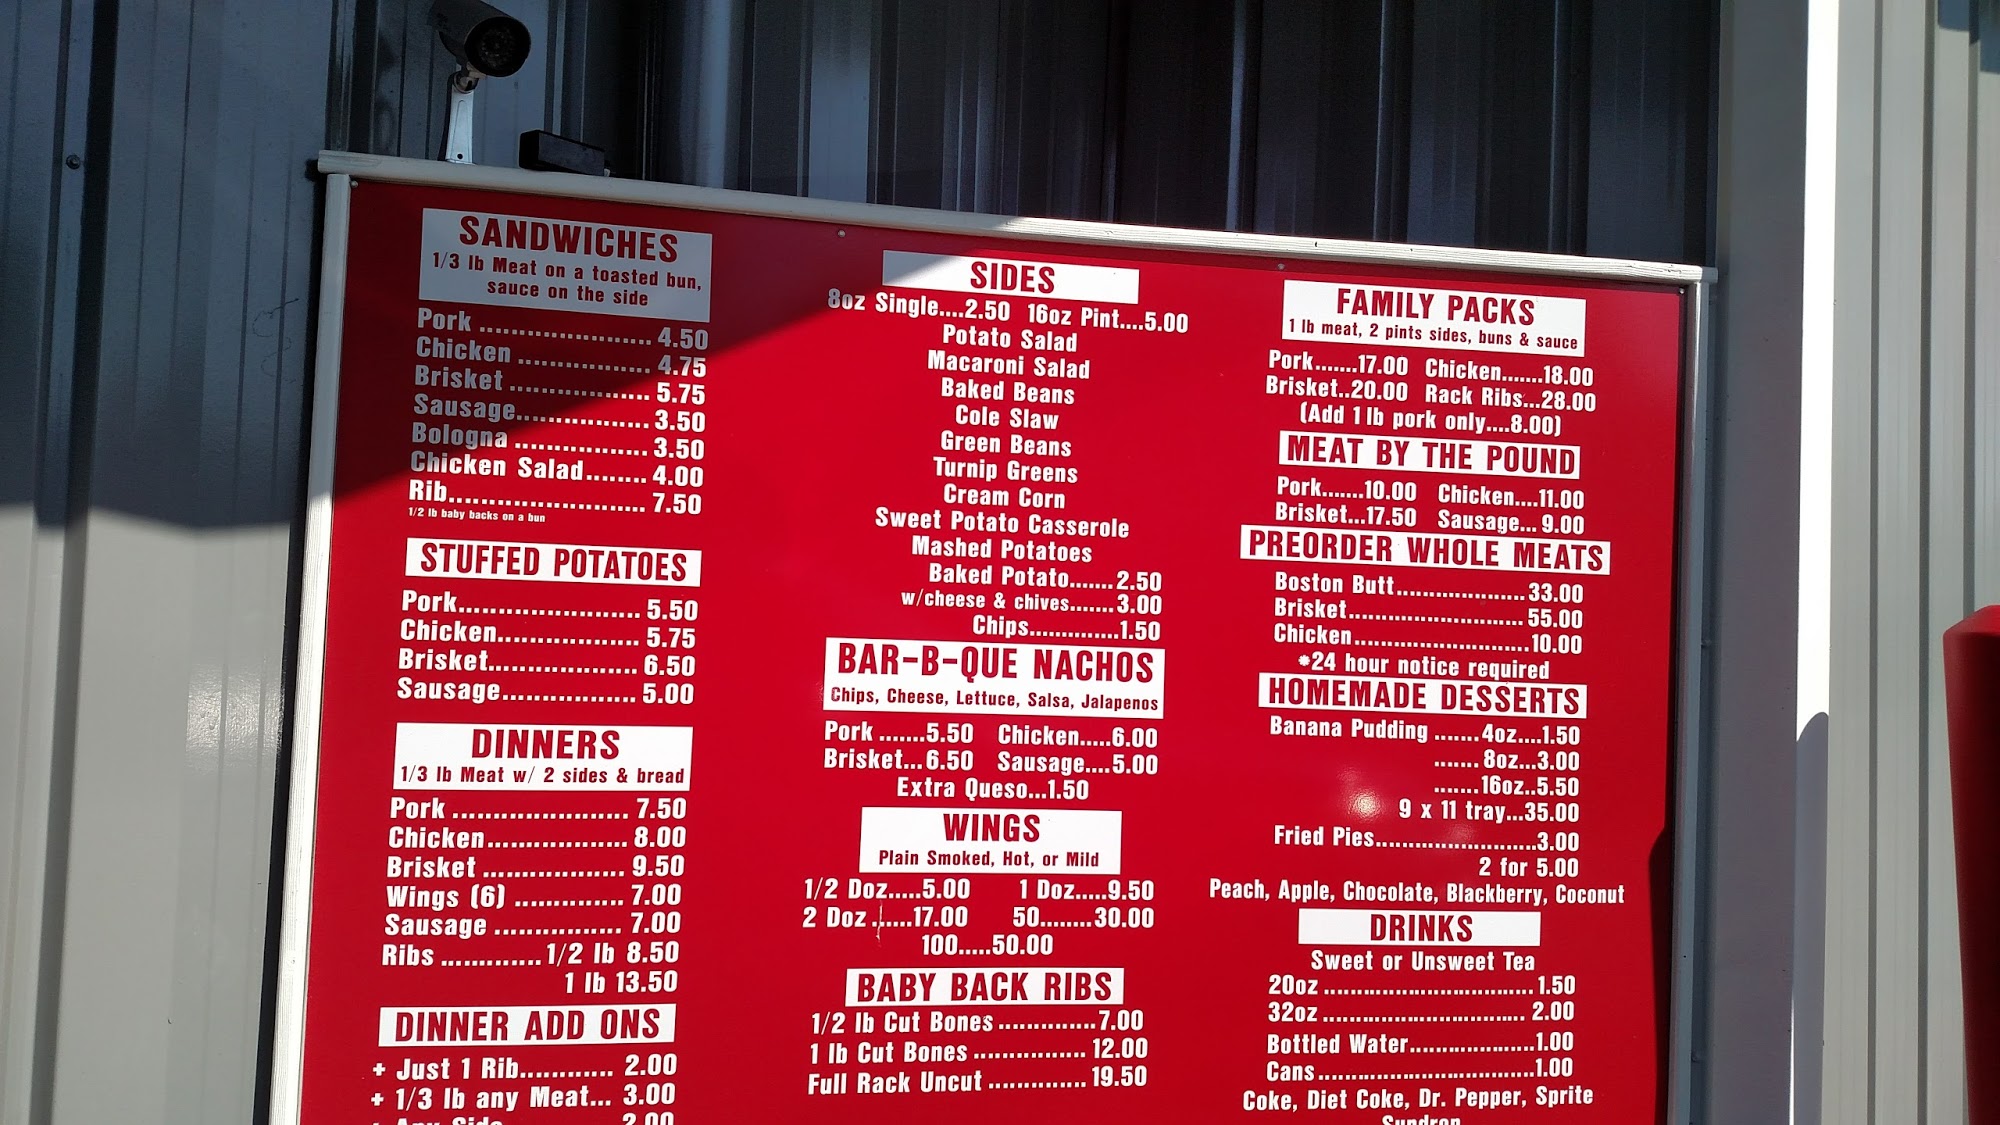 SANDWICHES
1/3 lb Meat on a toasted bun,
sauce on the side
Pork ...................... 4.50
Chicken ................. 4.75
Brisket .................. 5.75
Sausage................. 3.50
Bologna ................. 3.50
Chicken Salad........ 4.00
Rib........................ 7.50
1/2 lb baby backs on a bun
STUFFED POTATOES
Pork....................... 5.50
Chicken.................. 5.75
Brisket................... 6.50
Sausage................. 5.00
DINNERS
1/3 lb Meat w/ 2 sides & bread
Pork ...................... 7.50
Chicken.................. 8.00
Brisket .................. 9.50
Wings (6) .............. 7.00
Sausage ................ 7.00
Ribs .............1/2 lb 8.50
1 lb 13.50
DINNER ADD ONS
+ Just 1 Rib............ 2.00
+ 1/3 lb any Meat... 3.00
+ Any Side 2.00
SIDES
8oz Single....2.50 16oz Pint....5.00
Potato Salad
Macaroni Salad
Baked Beans
Cole Slaw
Green Beans
Turnip Greens
Cream Corn
Sweet Potato Casserole
Mashed Potatoes
Baked Potato.......2.50
w/cheese & chives.......3.00
Chips..............1.50
BAR-B-QUE NACHOS
Chips, Cheese, Lettuce, Salsa, Jalapenos
Pork .......5.50 Chicken.....6.00
Brisket...6.50 Sausage....5.00
Extra Queso...1.50
WINGS
Plain Smoked, Hot, or Mild
1/2 Doz.....5.00 1 Doz.....9.50
2 Doz ......17.00 50........30.00
100.....50.00
BABY BACK RIBS
1/2 lb Cut Bones..............7.00
1 lb Cut Bones ................ 12.00
Full Rack Uncut .............. 19.50
FAMILY PACKS
1 lb meat, 2 pints sides, buns & sauce
Pork.......17.00 Chicken.......18.00
Brisket..20.00 Rack Ribs...28.00
(Add 1 lb pork only....8.00)
MEAT BY THE POUND
Pork.......10.00 Chicken....11.00
Brisket...17.50 Sausage... 9.00
PREORDER WHOLE MEATS
Boston Butt..................... 33.00
Brisket............................ 55.00
Chicken............................10.00
*24 hour notice required
HOMEMADE DESSERTS
Banana Pudding .......4oz....1.50
.......8oz...3.00
.......16oz..5.50
9 x 11 tray...35.00
Fried Pies..........................3.00
2 for 5.00
Peach, Apple, Chocolate, Blackberry, Coconut
DRINKS
Sweet or Unsweet Tea
20oz .................................. 1.50
32oz ................................. 2.00
Bottled Water....................1.00
Cans...................................1.00
Coke, Diet Coke, Dr. Pepper, Sprite
Sundrop